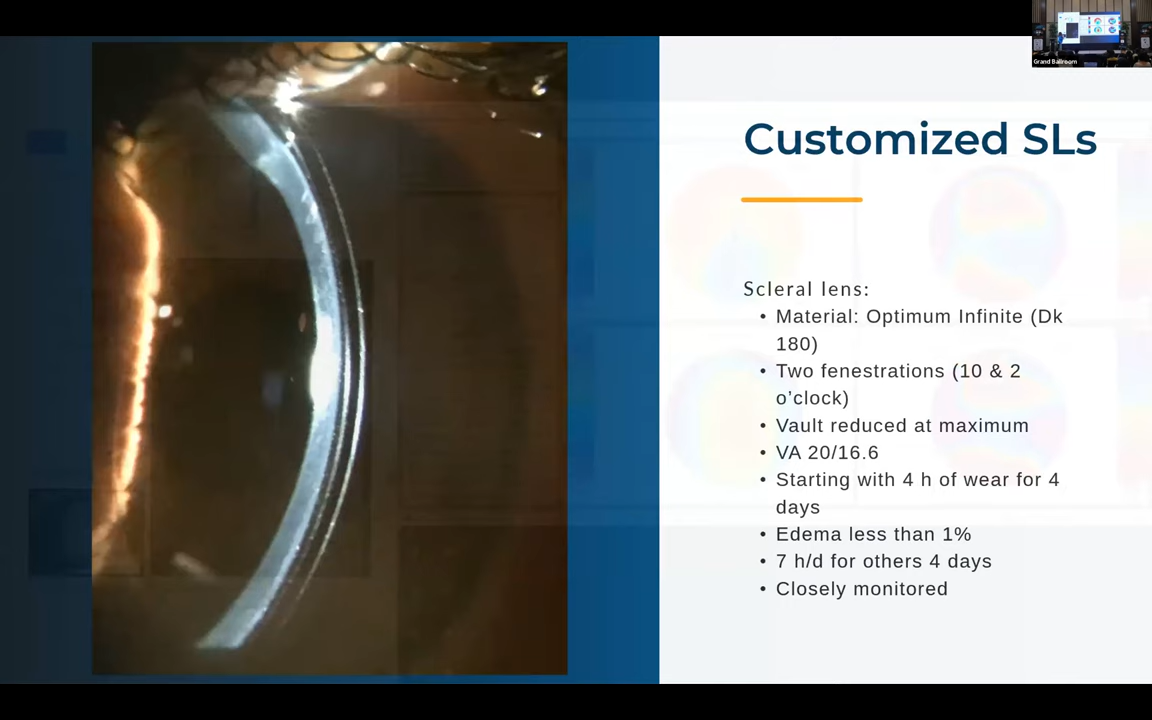 Grand Ballroom
Customized SLs
Scleral lens:
• Material: Optimum Infinite (Dk
180)
• Two fenestrations (10 & 2
o’clock)
• Vault reduced at maximum
• VA 20/16.6
• Starting with 4 h of wear for 4
days
• Edema less than 1%
• 7 h/d for others 4 days
• Closely monitored